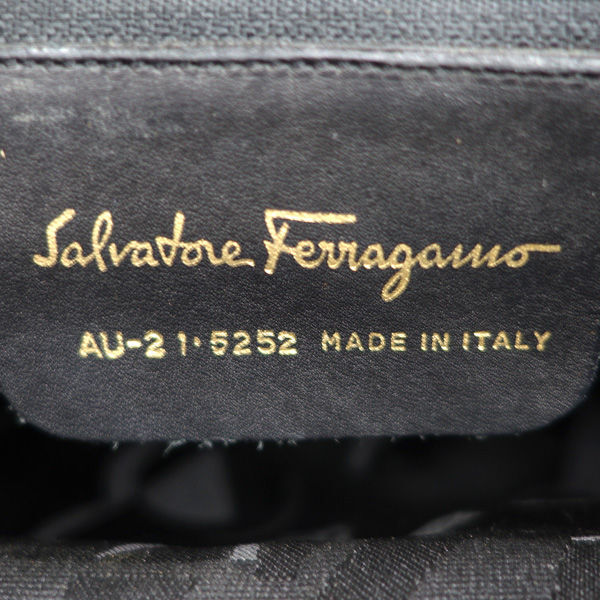 Salvatore Ferragamo
AU-21·5252 MADE IN ITALY